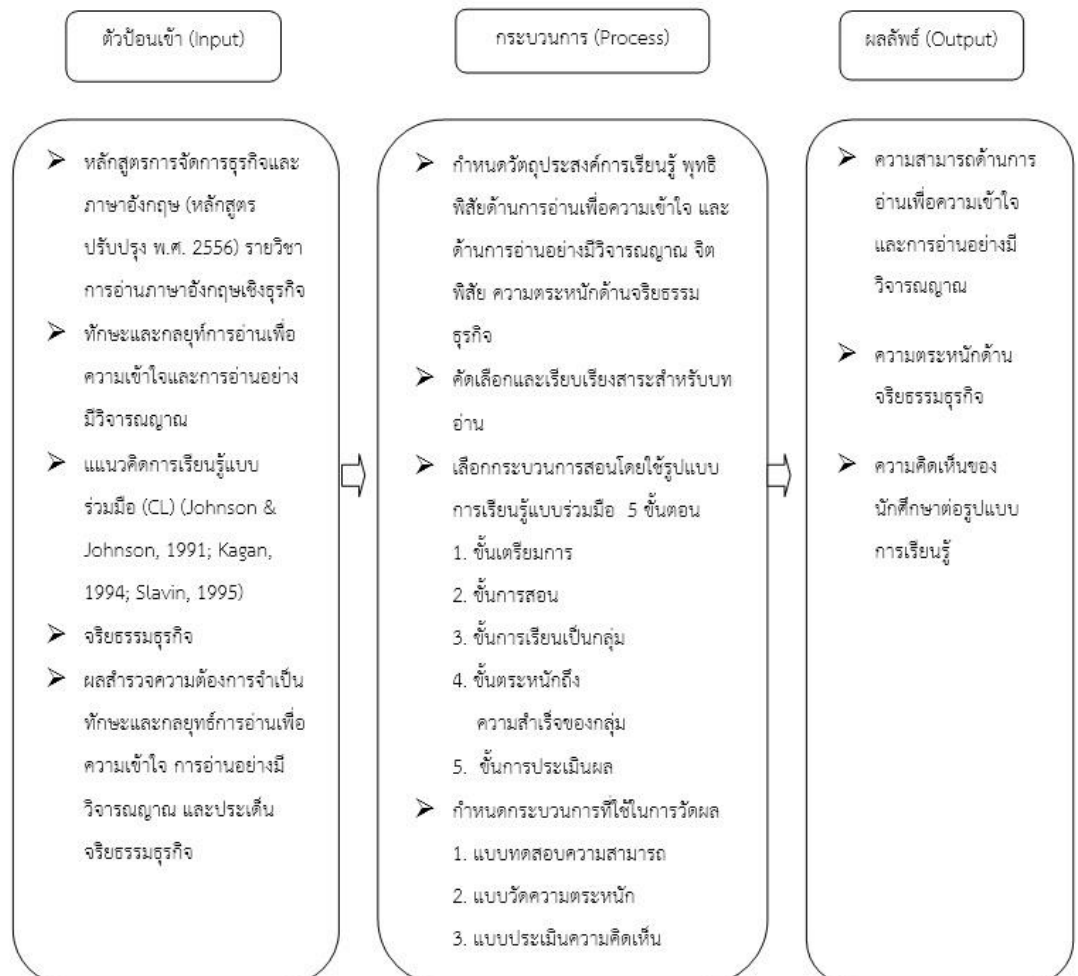 ตัวป้อนเข้า (Input)
กระบวนการ (Process)
ผลลัพธ์ (Output)
➢ หลักสูตรการจัดการธุรกิจและ
ภาษาอังกฤษ (หลักสูตร
ปรับปรุง พ.ศ. 2556) รายวิชา
การอ่านภาษาอังกฤษเชิงธุรกิจ
➢ ทักษะและกลยุท์การอ่านเพื่อ
ความเข้าใจและการอ่านอย่าง
มีวิจารณญาณ
➢ แแนวคิดการเรียนรู้แบบ
ร่วมมือ (CL) (Johnson &
Johnson, 1991; Kagan,
1994; Slavin, 1995)
➢ จริยธรรมธุรกิจ
➢ ผลสำรวจความต้องการจำเป็น
ทักษะและกลยุทธ์การอ่านเพื่อ
ความเข้าใจ การอ่านอย่างมี
วิจารณญาณ และประเด็น
จริยธรรมธุรกิจ
➢ กำหนดวัตถุประสงค์การเรียนรู้ พุทธิ
พิสัยด้านการอ่านเพื่อความเข้าใจ และ
ด้านการอ่านอย่างมีวิจารณญาณ จิต
พิสัย ความตระหนักด้านจริยธรรม
ธุรกิจ
➢ คัดเลือกและเรียบเรียงสาระสำหรับบท
อ่าน
➢ เลือกกระบวนการสอนโดยใช้รูปแบบ
การเรียนรู้แบบร่วมมือ 5 ขั้นตอน
1. ขั้นเตรียมการ
2. ขั้นการสอน
3. ขั้นการเรียนเป็นกลุ่ม
4. ขั้นตระหนักถึง
ความสำเร็จของกลุ่ม
5. ขั้นการประเมินผล
➢ กำหนดกระบวนการที่ใช้ในการวัดผล
1. แบบทดสอบความสามารถ
2. แบบวัดความตระหนัก
3. แบบประเมินความคิดเห็น
➢ ความสามารถด้านการ
อ่านเพื่อความเข้าใจ
และการอ่านอย่างมี
วิจารณญาณ
➢ ความตระหนักด้าน
จริยธรรมธุรกิจ
➢ ความคิดเห็นของ
นักศึกษาต่อรูปแบบ
การเรียนรู้